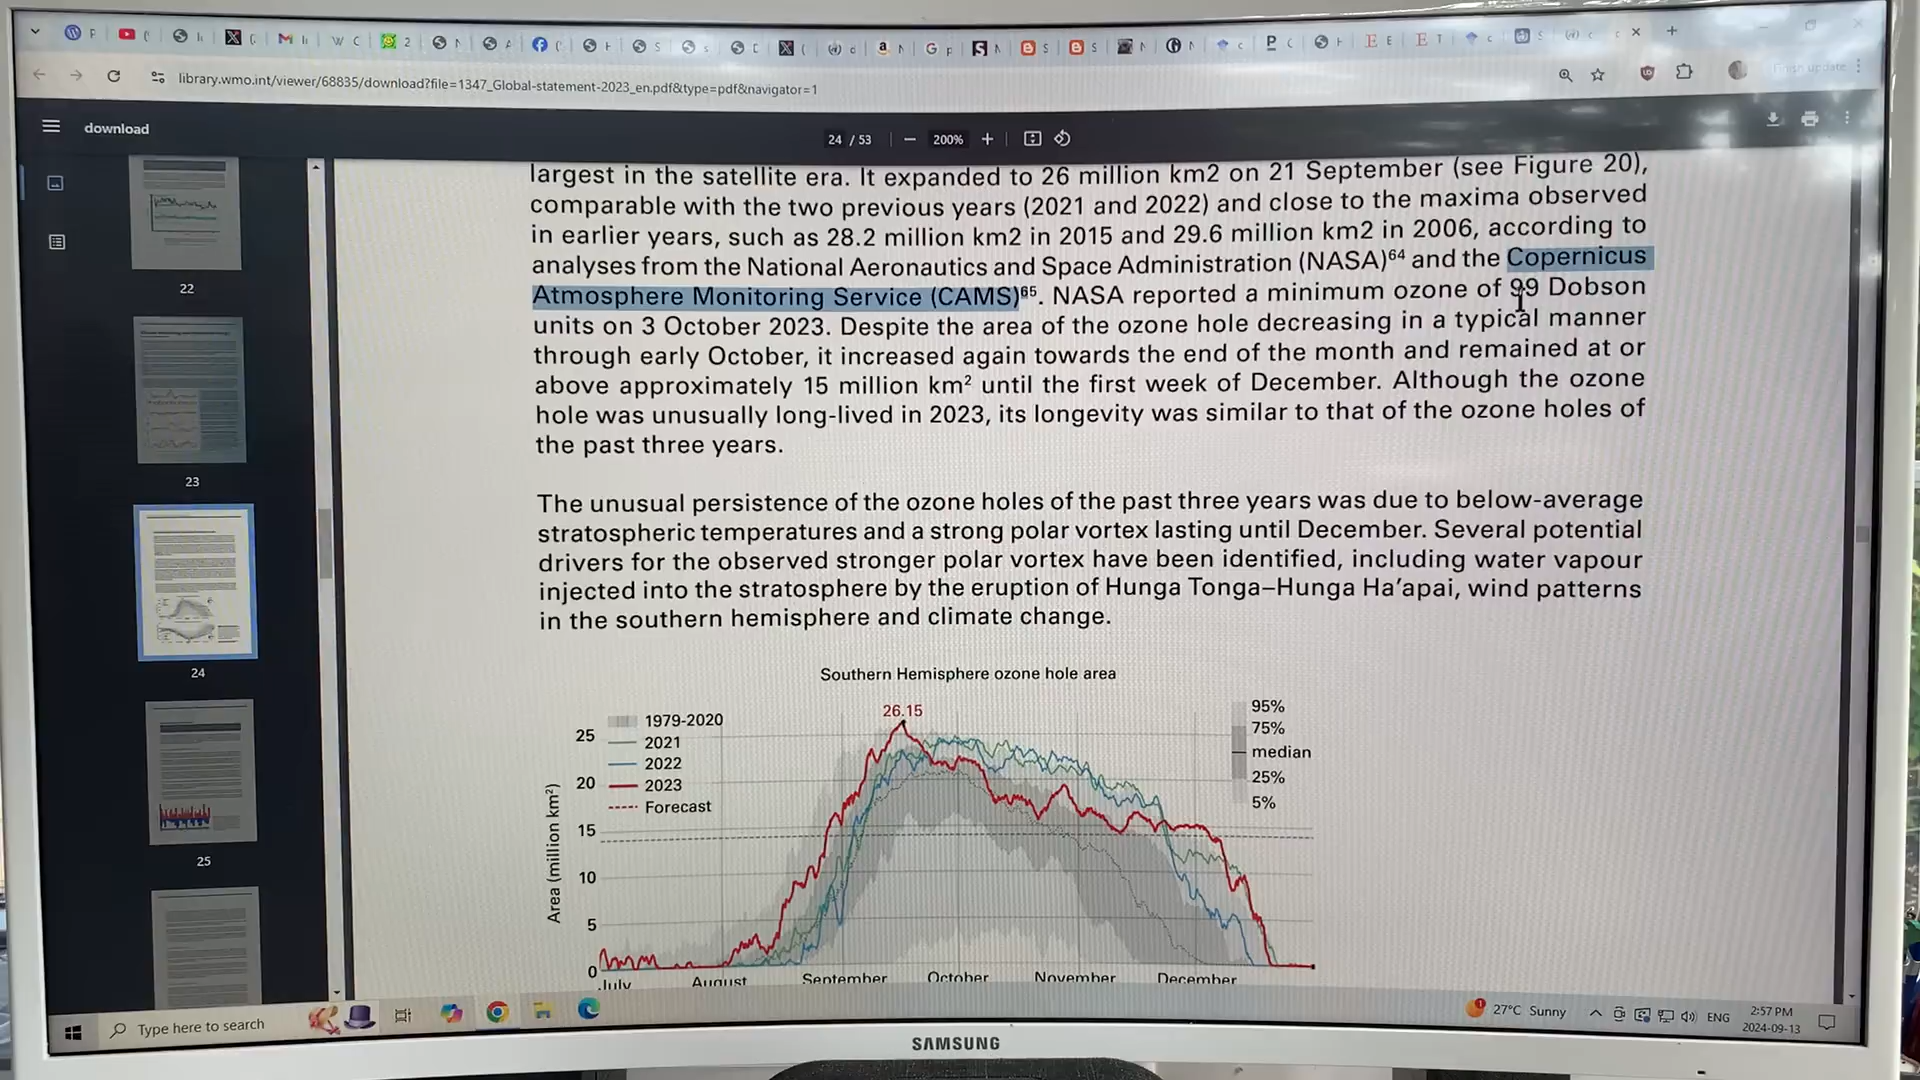 library.wmo.int/viewer/68835/download?file=1347_Global-statement-2023_en.pdf&type=pdf&navigator=1
Finish update
download
24 / 53
200%
22
23
24
25
largest in the satellite era. It expanded to 26 million km2 on 21 September (see Figure 20),
comparable with the two previous years (2021 and 2022) and close to the maxima observed
in earlier years, such as 28.2 million km2 in 2015 and 29.6 million km2 in 2006, according to
analyses from the National Aeronautics and Space Administration (NASA)⁶⁴ and the Copernicus
Atmosphere Monitoring Service (CAMS)⁶⁵. NASA reported a minimum ozone of 99 Dobson
units on 3 October 2023. Despite the area of the ozone hole decreasing in a typical manner
through early October, it increased again towards the end of the month and remained at or
above approximately 15 million km² until the first week of December. Although the ozone
hole was unusually long-lived in 2023, its longevity was similar to that of the ozone holes of
the past three years.
The unusual persistence of the ozone holes of the past three years was due to below-average
stratospheric temperatures and a strong polar vortex lasting until December. Several potential
drivers for the observed stronger polar vortex have been identified, including water vapour
injected into the stratosphere by the eruption of Hunga Tonga–Hunga Ha’apai, wind patterns
in the southern hemisphere and climate change.
Southern Hemisphere ozone hole area
26.15
1979-2020
2021
2022
2023
Forecast
95%
75%
median
25%
5%
Area (million km²)
25
20
15
10
5
0
July August September October November December
Type here to search
27°C Sunny
ENG
2:57 PM
2024-09-13
SAMSUNG